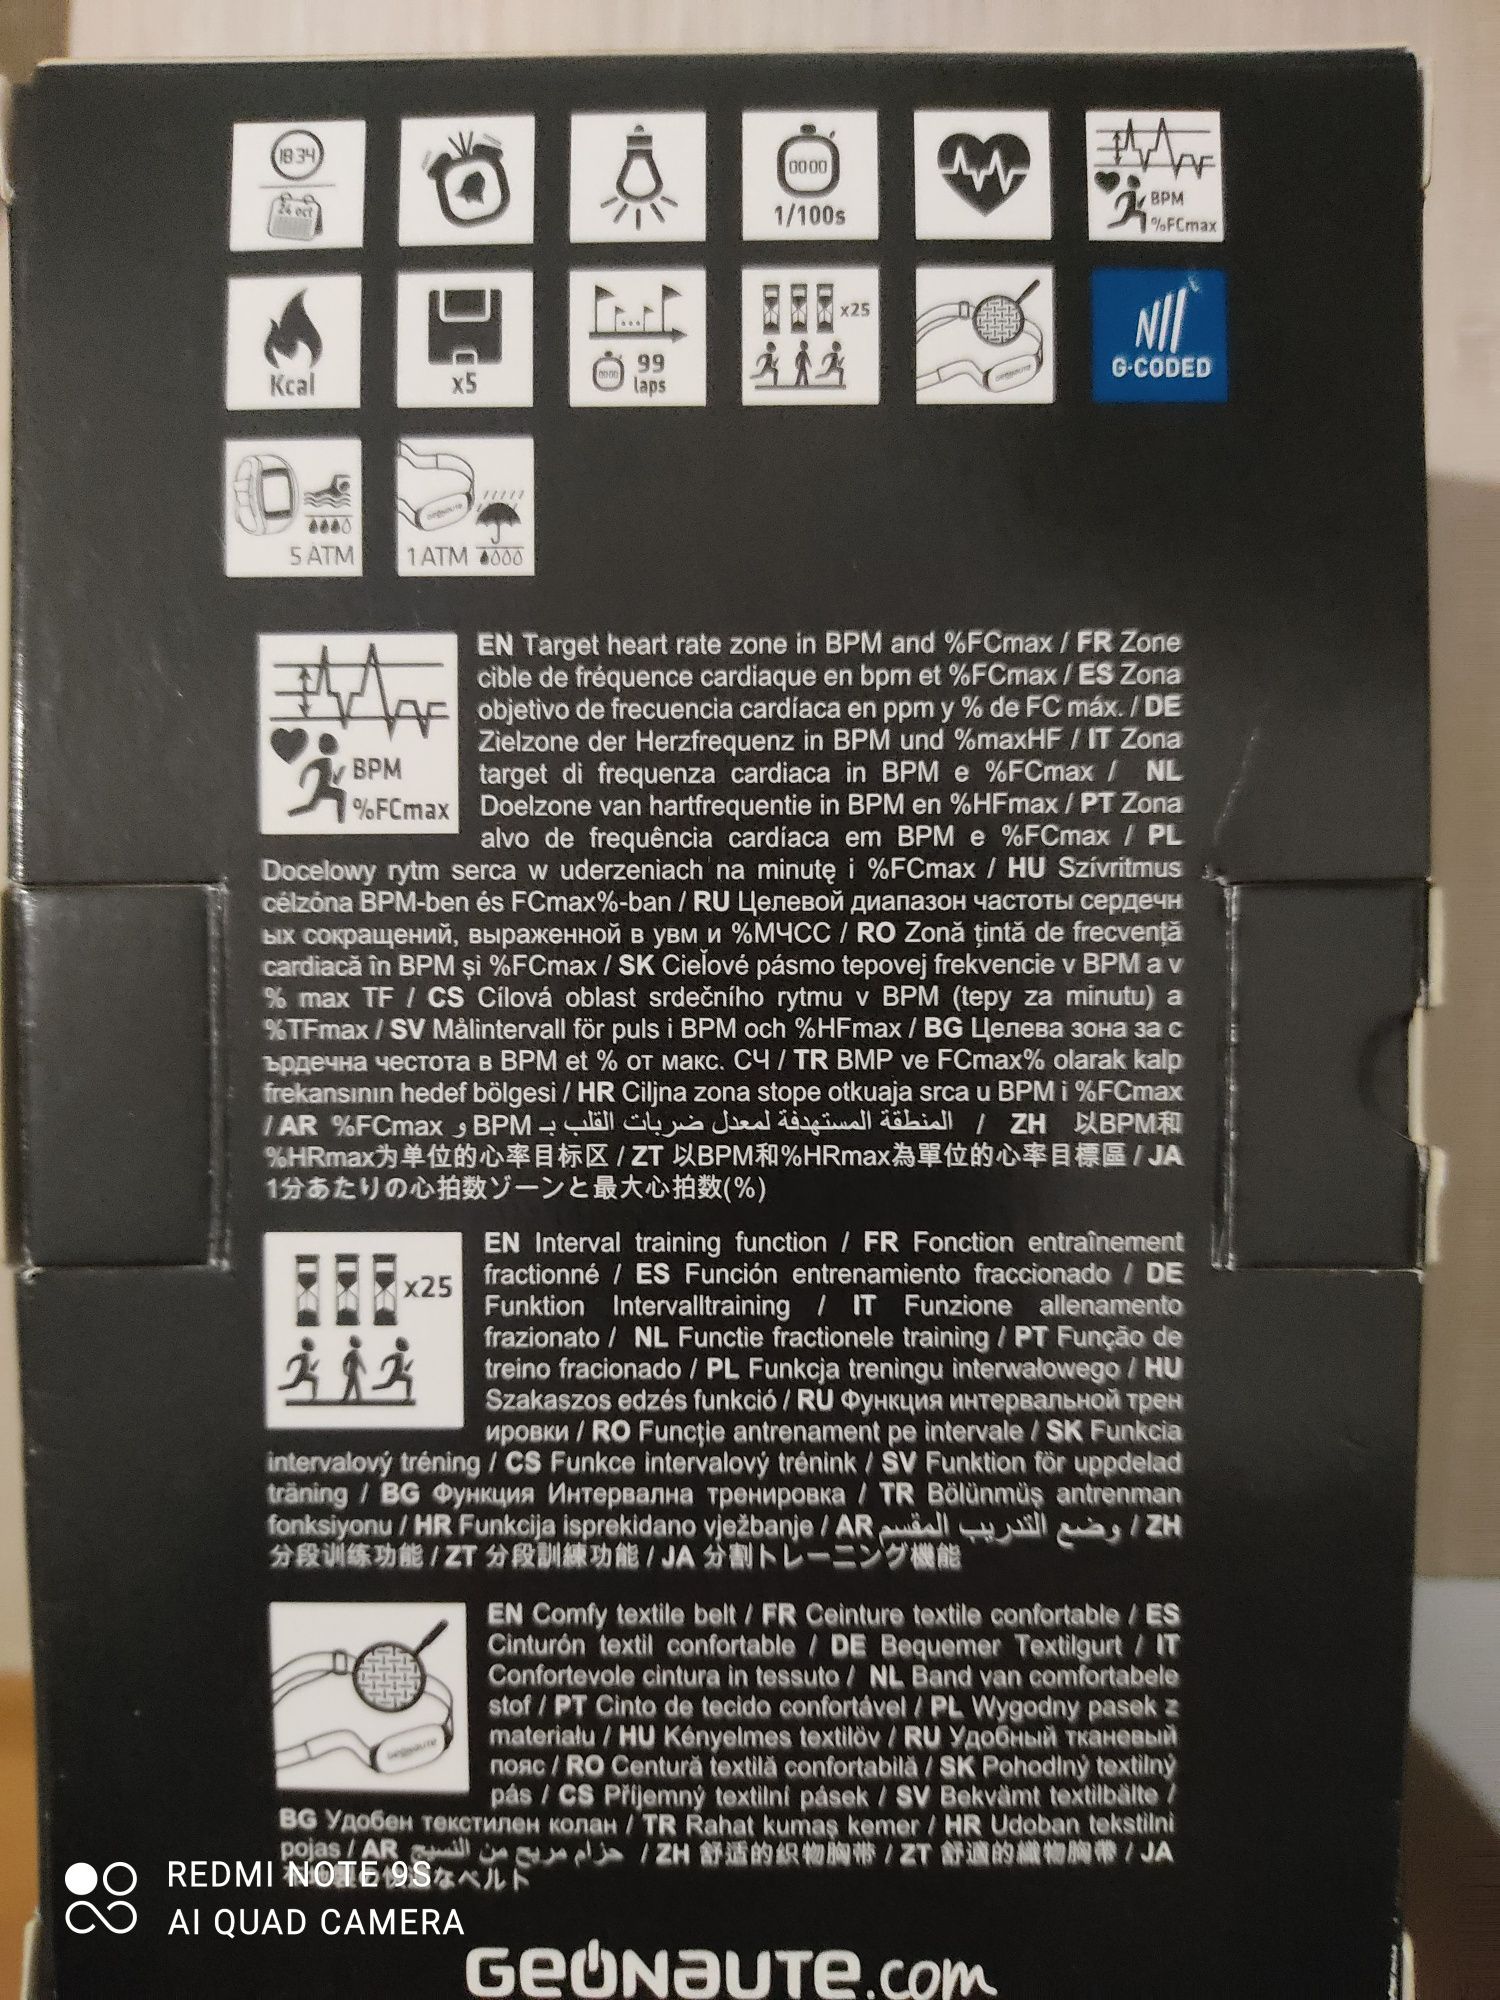 18:34
24 oct
1/100s
0000
BPM
%FCmax
Kcal
x5
0000
99
laps
x25
GEONAUTE
G·CODED
5 ATM
GEONAUTE
1 ATM
BPM
%FCmax
EN Target heart rate zone in BPM and %FCmax / FR Zone
cible de fréquence cardiaque en bpm et %FCmax / ES Zona
objetivo de frecuencia cardíaca en ppm y % de FC máx. / DE
Zielzone der Herzfrequenz in BPM und %maxHF / IT Zona
target di frequenza cardiaca in BPM e %FCmax / NL
Doelzone van hartfrequentie in BPM en %HFmax / PT Zona
alvo de frequência cardíaca em BPM e %FCmax / PL
Docelowy rytm serca w uderzeniach na minutę i %FCmax / HU Szívritmus
célzóna BPM-ben és FCmax%-ban / RU Целевой диапазон частоты сердечн
ых сокращений, выраженной в увм и %МЧСС / RO Zonă țintă de frecvență
cardiacă în BPM și %FCmax / SK Cieľové pásmo tepovej frekvencie v BPM a v
% max TF / CS Cílová oblast srdečního rytmu v BPM (tepy za minutu) a
%TFmax / SV Målintervall för puls i BPM och %HFmax / BG Целева зона за с
ърдечна честота в BPM et % от макс. СЧ / TR BMP ve FCmax% olarak kalp
frekansının hedef bölgesi / HR Ciljna zona stope otkuaja srca u BPM i %FCmax
/ AR %FCmax و BPM المنطقة المستهدفة لمعدل ضربات القلب بـ / ZH 以BPM和
%HRmax为单位的心率目标区 / ZT 以BPM和%HRmax為單位的心率目標區 / JA
1分あたりの心拍数ゾーンと最大心拍数(%)
x25
EN Interval training function / FR Fonction entraînement
fractionné / ES Función entrenamiento fraccionado / DE
Funktion Intervalltraining / IT Funzione allenamento
frazionato / NL Functie fractionele training / PT Função de
treino fracionado / PL Funkcja treningu interwałowego / HU
Szakaszos edzés funkció / RU Функция интервальной трен
ировки / RO Funcție antrenament pe intervale / SK Funkcia
intervalový tréning / CS Funkce intervalový trénink / SV Funktion för uppdelad
träning / BG Функция Интервална тренировка / TR Bölünmüş antrenman
fonksiyonu / HR Funkcija isprekidano vježbanje / AR وضع التدريب المقسم / ZH
分段训练功能 / ZT 分段訓練功能 / JA 分割トレーニング機能
GEONAUTE
EN Comfy textile belt / FR Ceinture textile confortable / ES
Cinturón textil confortable / DE Bequemer Textilgurt / IT
Confortevole cintura in tessuto / NL Band van comfortabele
stof / PT Cinto de tecido confortável / PL Wygodny pasek z
materiału / HU Kényelmes textilöv / RU Удобный тканевый
пояс / RO Centură textilă confortabilă / SK Pohodlný textilný
pás / CS Příjemný textilní pásek / SV Bekvämt textilbälte /
BG Удобен текстилен колан / TR Rahat kumaş kemer / HR Udoban tekstilni
pojas / AR حزام مريح من النسيج / ZH 舒适的织物胸带 / ZT 舒適的織物胸帶 / JA
なベルト
REDMI NOTE 9S
AI QUAD CAMERA
GEONAUTE.com